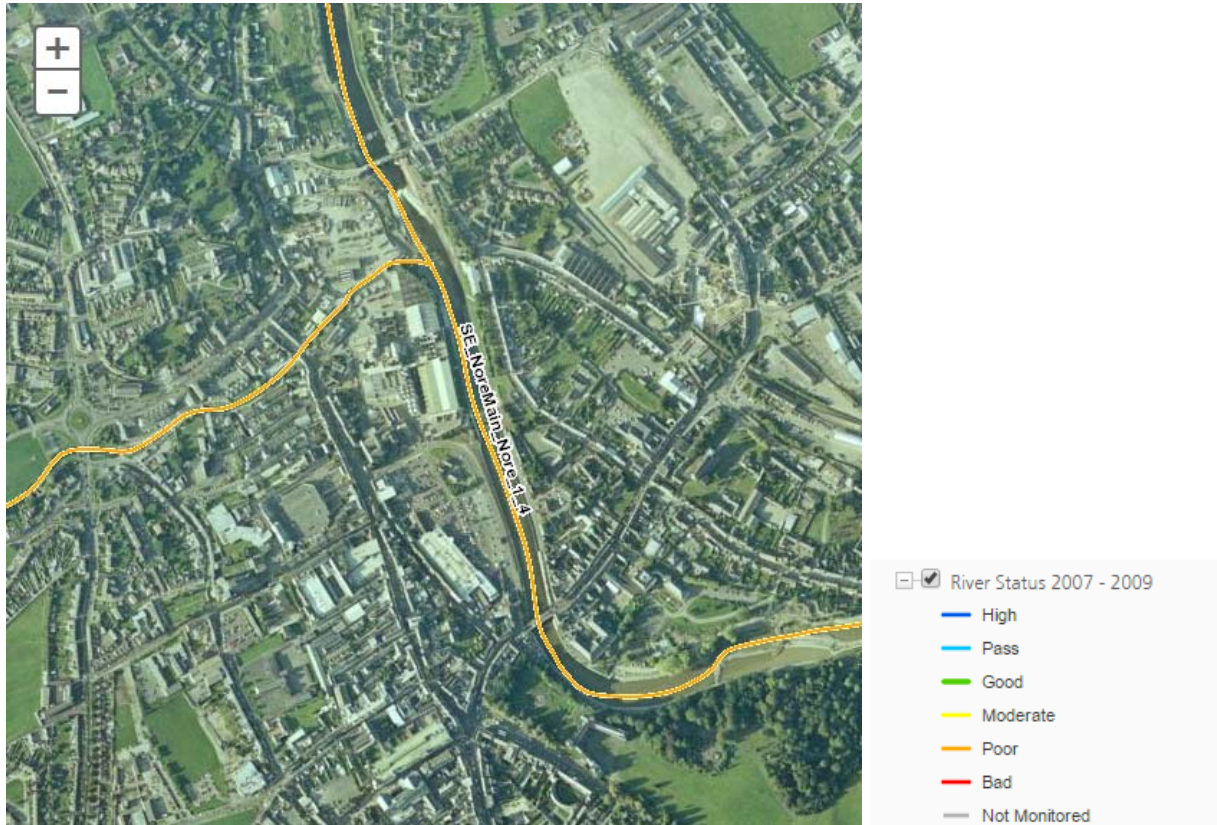 +
−
SE_NoreMain_Nore_1_4
River Status 2007 - 2009
High
Pass
Good
Moderate
Poor
Bad
Not Monitored